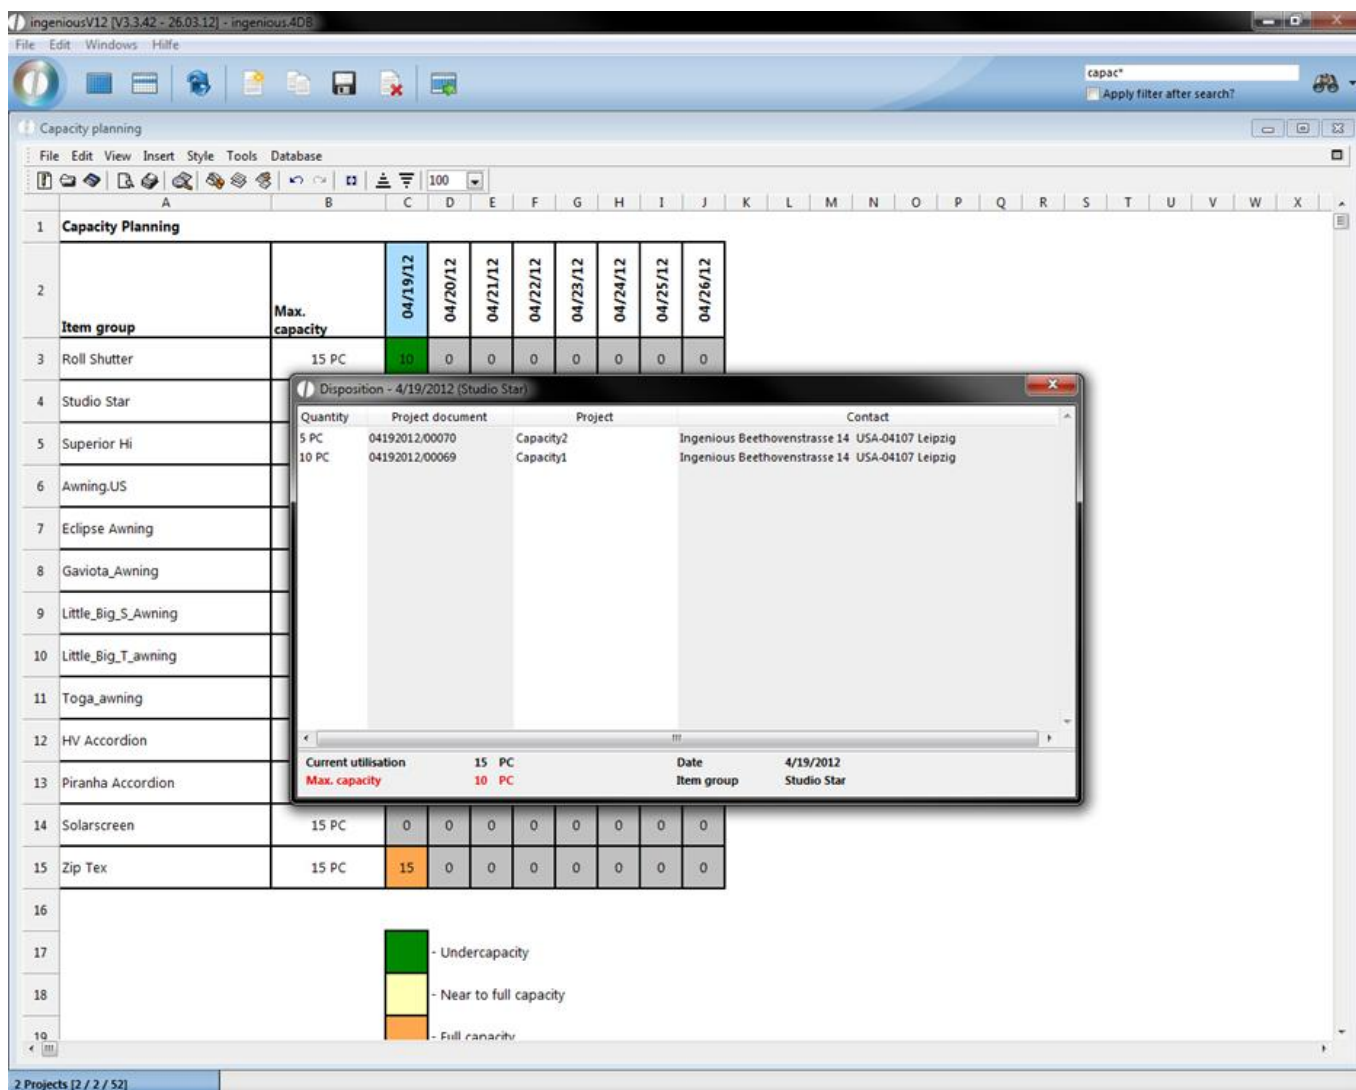 ingeniousV12 [V3.3.42 - 26.03.12] - ingenious.4DB
File Edit Windows Hilfe
capac*
Apply filter after search?
Capacity planning
File Edit View Insert Style Tools Database
100
A B C D E F G H I J K L M N O P Q R S T U V W X
1 Capacity Planning
2 Item group Max. capacity 04/19/12 04/20/12 04/21/12 04/22/12 04/23/12 04/24/12 04/25/12 04/26/12
3 Roll Shutter 15 PC 10 0 0 0 0 0 0 0
4 Studio Star
5 Superior Hi
6 Awning.US
7 Eclipse Awning
8 Gaviota_Awning
9 Little_Big_S_Awning
10 Little_Big_T_awning
11 Toga_awning
12 HV Accordion
13 Piranha Accordion
Disposition - 4/19/2012 (Studio Star)
Quantity Project document Project Contact
5 PC 04192012/00070 Capacity2 Ingenious Beethovenstrasse 14 USA-04107 Leipzig
10 PC 04192012/00069 Capacity1 Ingenious Beethovenstrasse 14 USA-04107 Leipzig
Current utilisation 15 PC Date 4/19/2012
Max. capacity 10 PC Item group Studio Star
14 Solarscreen 15 PC 0 0 0 0 0 0 0 0
15 Zip Tex 15 PC 15 0 0 0 0 0 0 0
16
17 - Undercapacity
18 - Near to full capacity
19 - Full capacity
2 Projects [2 / 2 / 52]